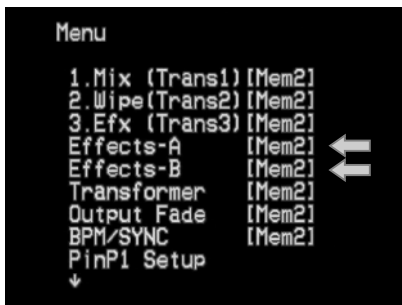 Menu
1.Mix (Trans1)[Mem2]
2.Wipe(Trans2)[Mem2]
3.Efx (Trans3)[Mem2]
Effects-A [Mem2]
Effects-B [Mem2]
Transformer [Mem2]
Output Fade [Mem2]
BPM/SYNC [Mem2]
PinP1 Setup